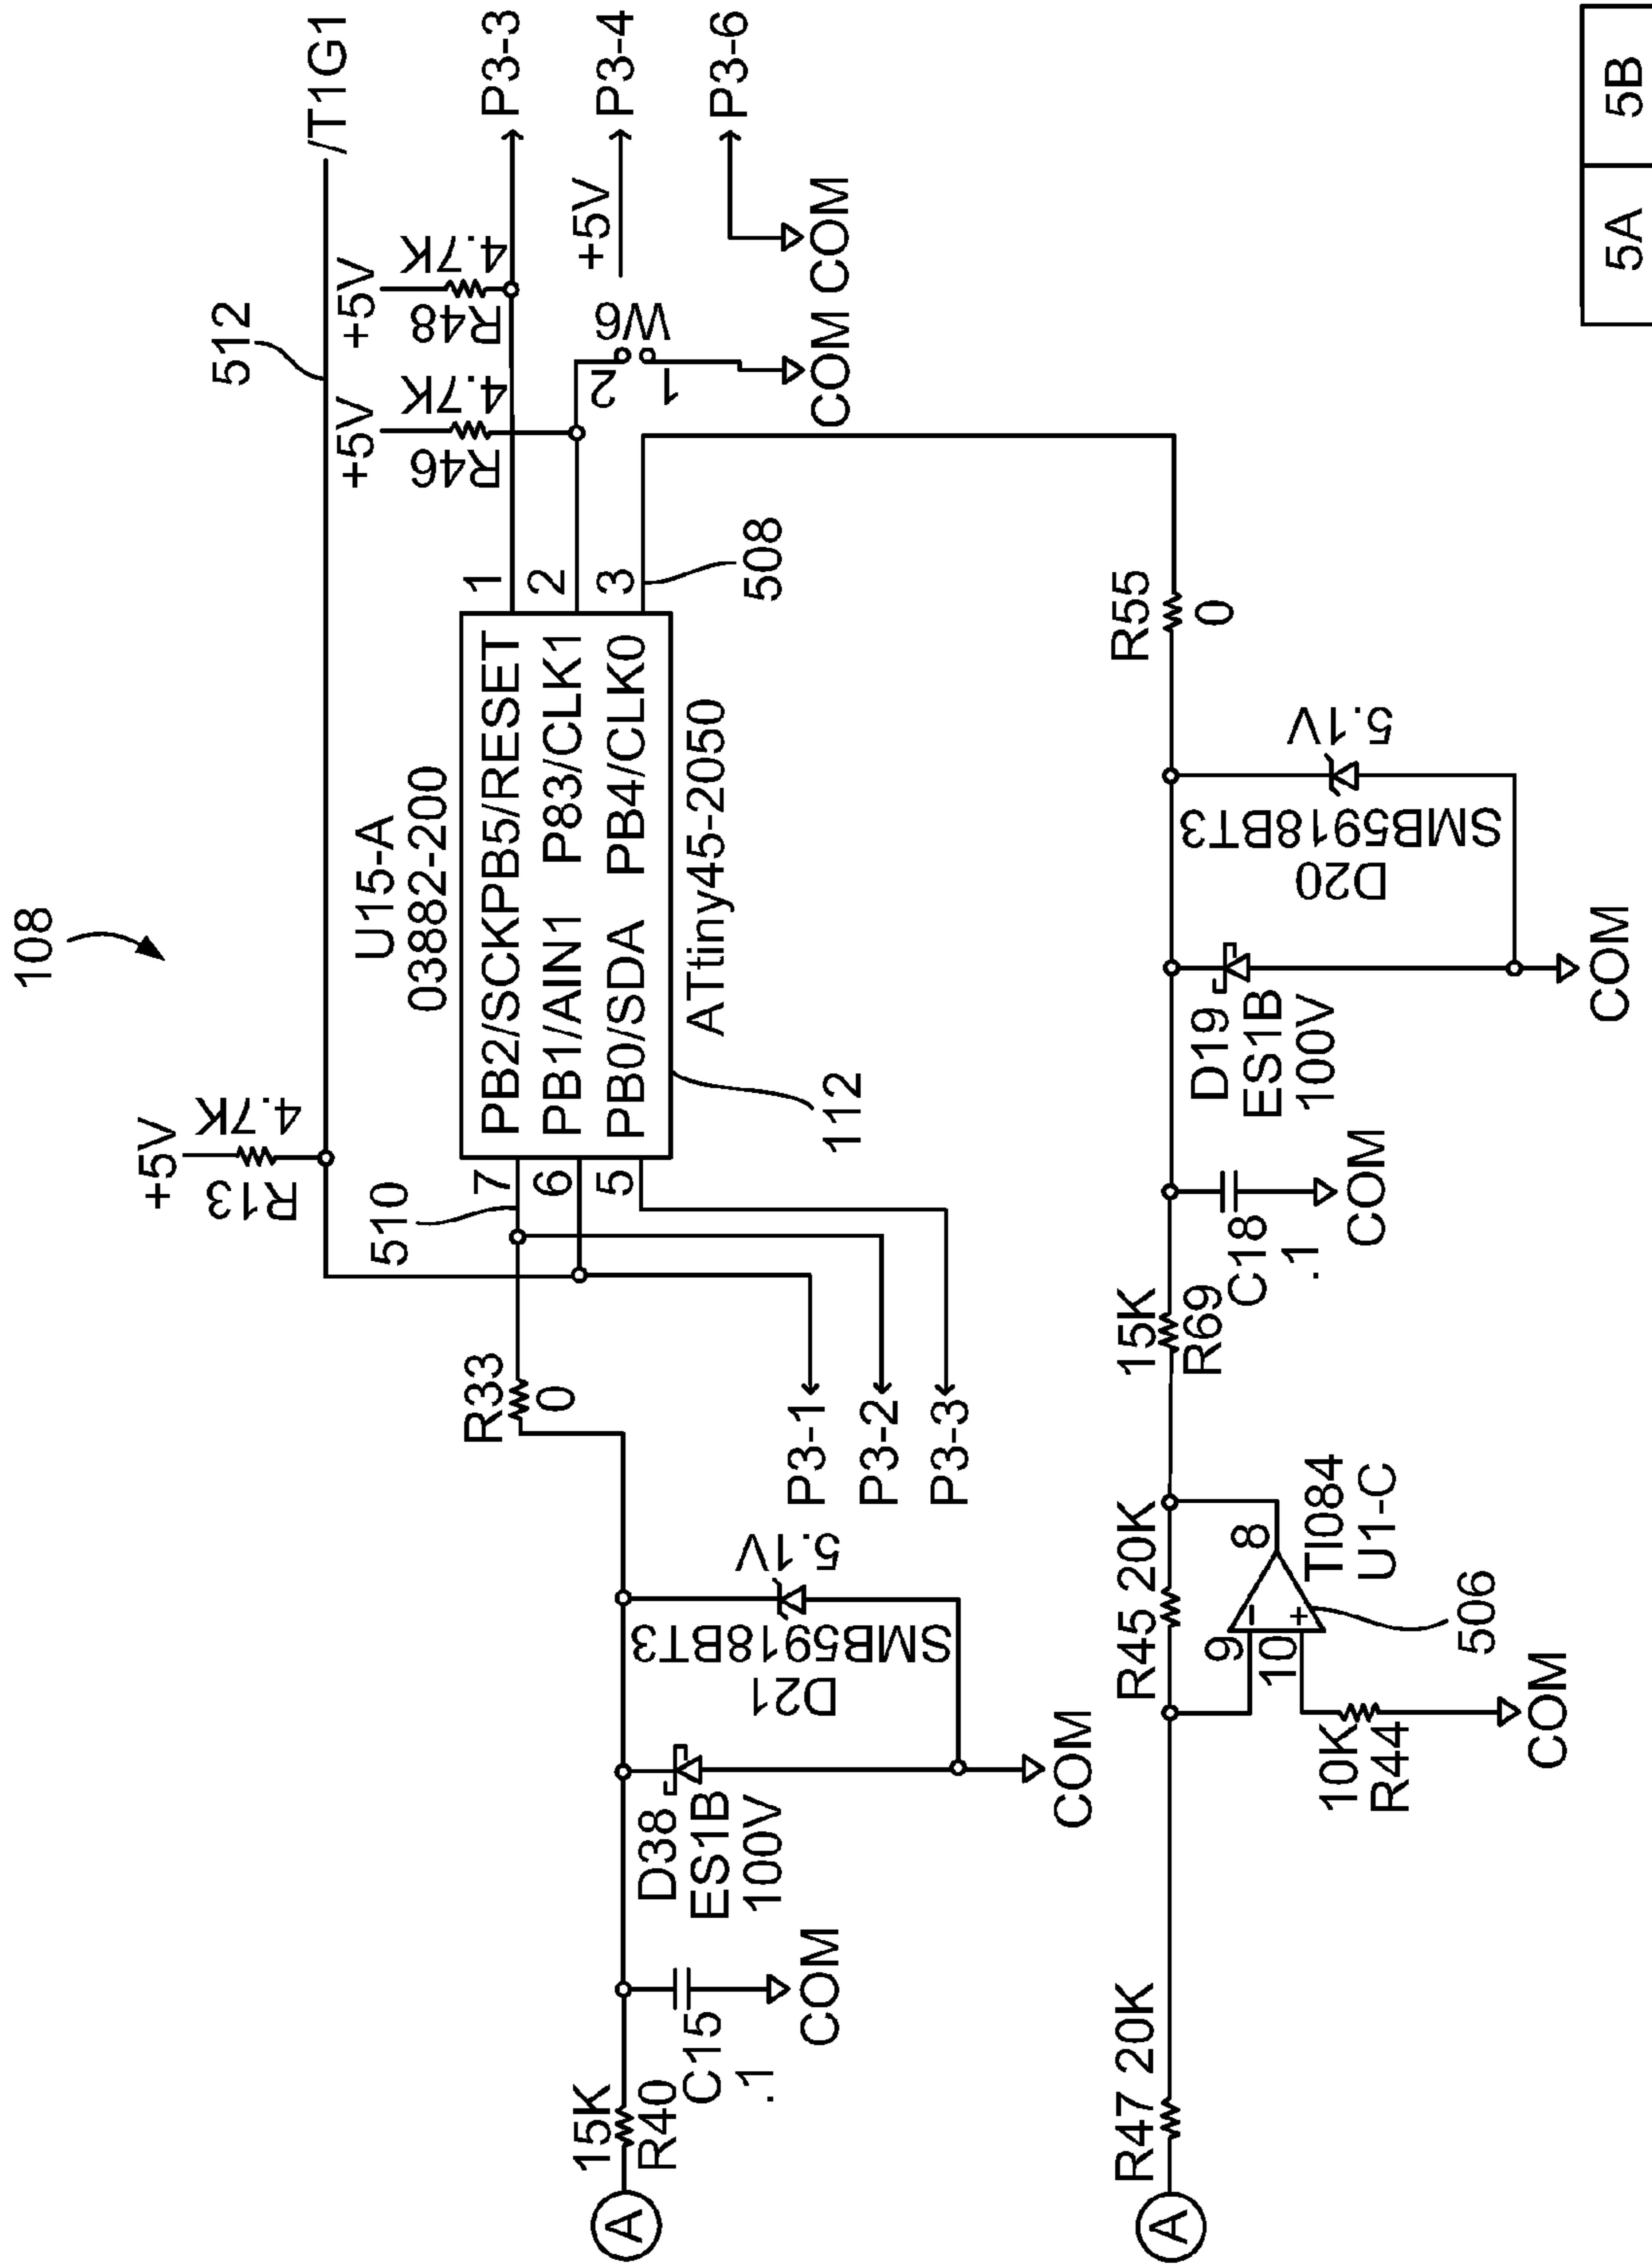 108
512
/T1G1
+5V
4.7K
R13
+5V
4.7K
R46
+5V
4.7K
R48
P3-3
+5V
P3-4
P3-6
COM
W6
2
1
COM
U15-A
03882-200
510
7
6
5
PB2/SCKPB5/RESET
PB1/AIN1 P83/CLK1
PB0/SDA PB4/CLK0
1
2
3
ATtiny45-2050
112
508
R33
0
P3-1
P3-2
P3-3
A
15K
R40
C15
.1
COM
D38
ES1B
100V
5.1V
SMB5918BT3
D21
COM
A
R47 20K
R45 20K
9
10
8
TI084
U1-C
506
10K
R44
COM
15K
R69
C18
.1
COM
D19
ES1B
100V
5.1V
SMB5918BT3
D20
COM
R55
0
5A 5B